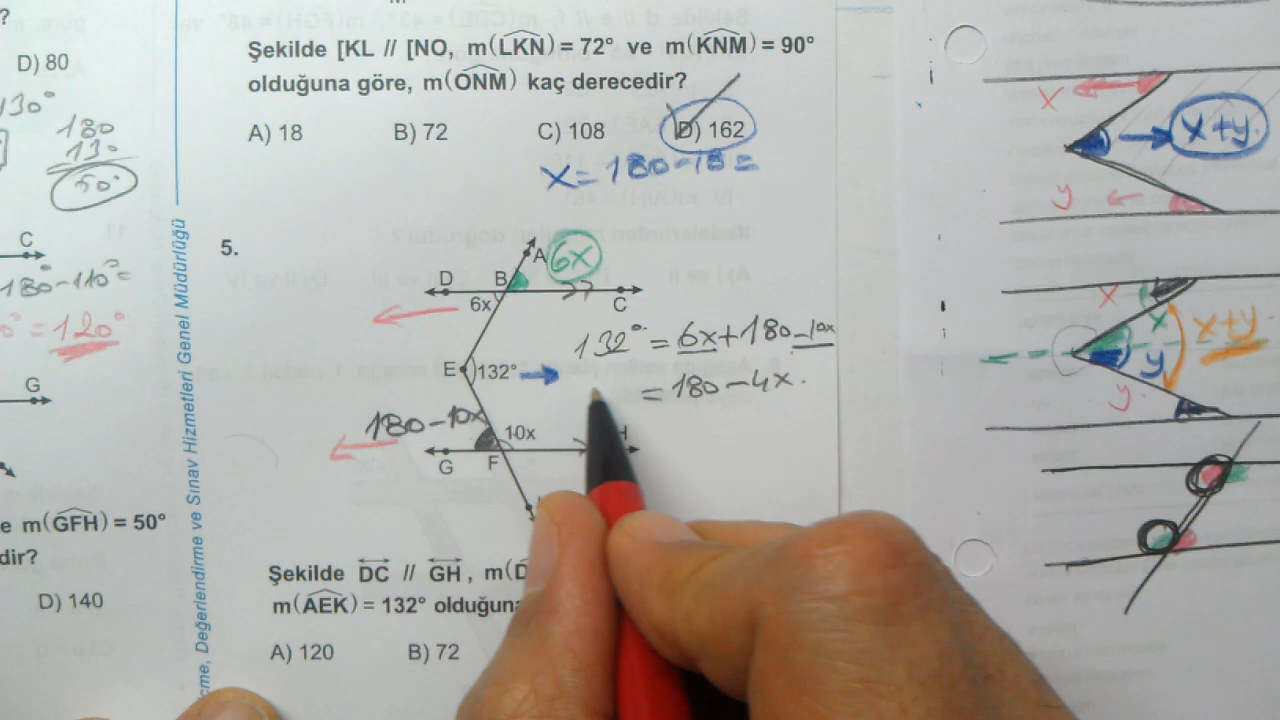 ?
D) 80
130°
180
130
50°
C
180°-110°=
= 120°
G
e m(GFH) = 50°
dir?
D) 140
cme, Değerlendirme ve Sınav Hizmetleri Genel Müdürlüğü
Şekilde [KL // [NO, m(LKN) = 72° ve m(KNM) = 90°
olduğuna göre, m(ONM) kaç derecedir?
A) 18 B) 72 C) 108 D) 162
x = 180-18=
5.
A
6x
D B
6x C
E 132°
132° = 6x+180-10x
= 180-4x.
180-10x
10x H
G F
Şekilde DC // GH, m(
m(AEK) = 132° olduğun
A) 120 B) 72
x
x+y
y
x
x
x+y
y
y